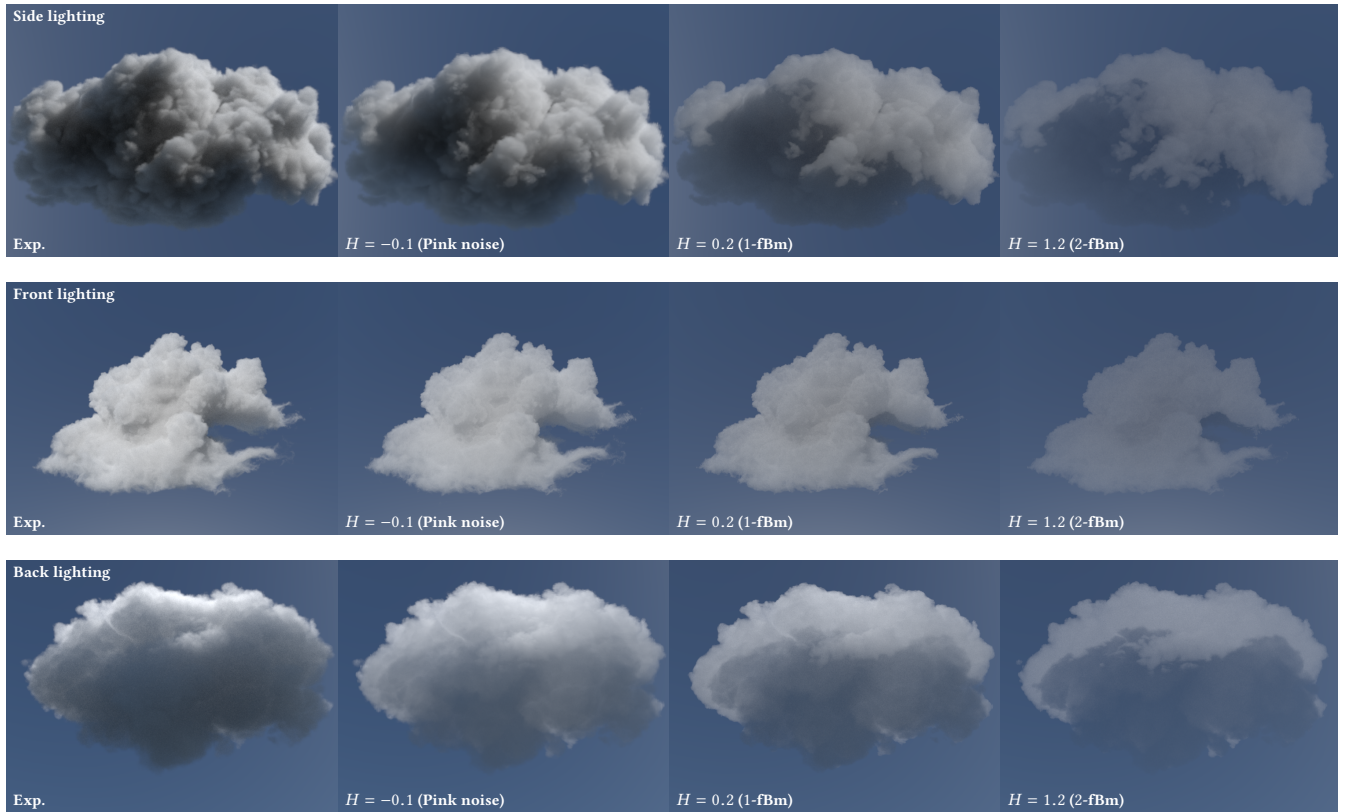 Side lighting
Exp.
H = −0.1 (Pink noise)
H = 0.2 (1-fBm)
H = 1.2 (2-fBm)
Front lighting
Exp.
H = −0.1 (Pink noise)
H = 0.2 (1-fBm)
H = 1.2 (2-fBm)
Back lighting
Exp.
H = −0.1 (Pink noise)
H = 0.2 (1-fBm)
H = 1.2 (2-fBm)